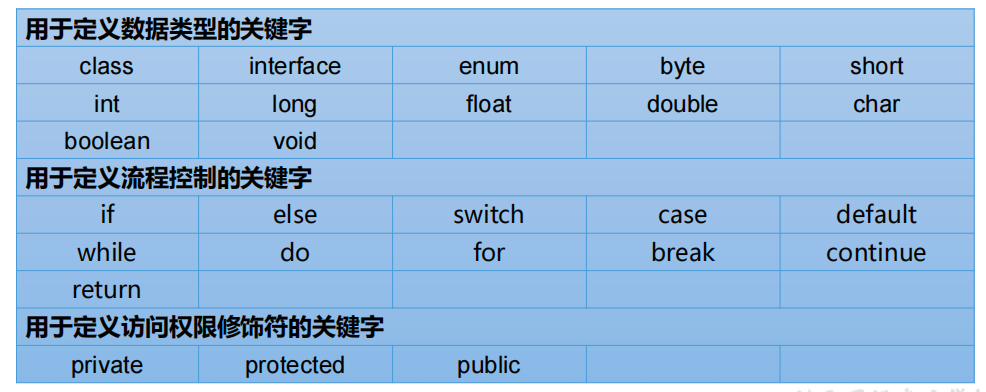 用于定义数据类型的关键字
class interface enum byte short
int long float double char
boolean void
用于定义流程控制的关键字
if else switch case default
while do for break continue
return
用于定义访问权限修饰符的关键字
private protected public